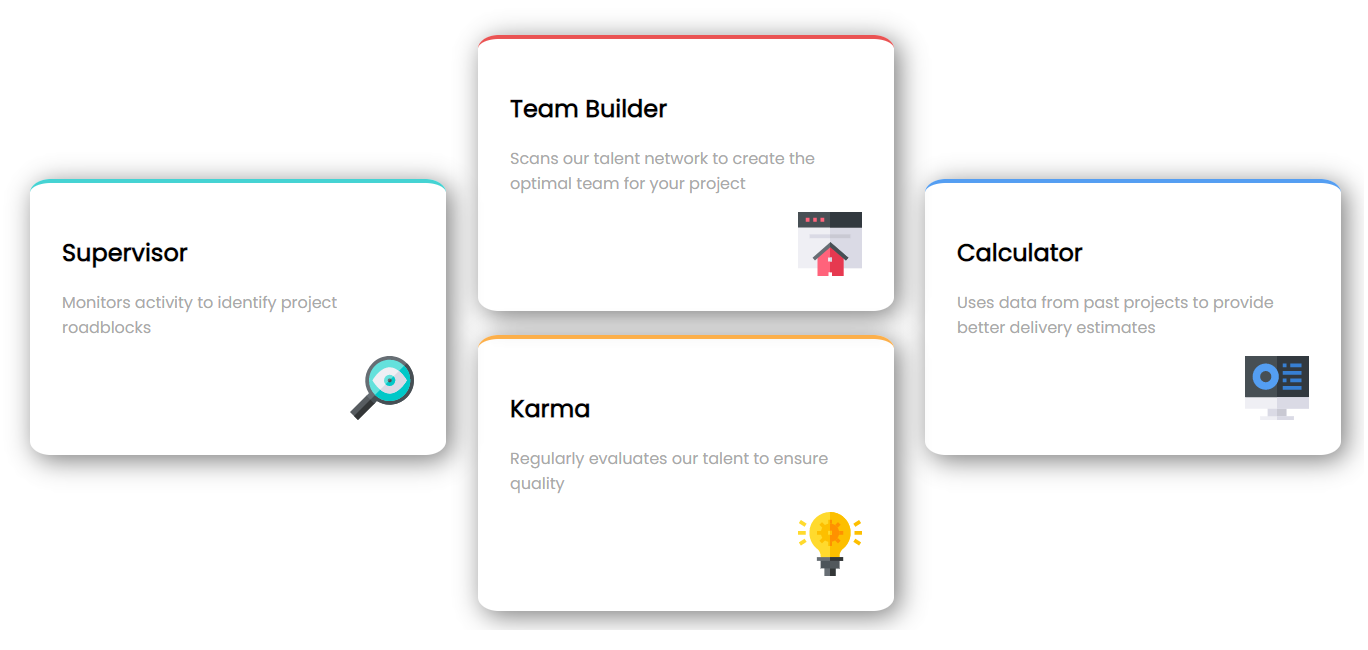 Supervisor
Monitors activity to identify project
roadblocks
Team Builder
Scans our talent network to create the
optimal team for your project
Karma
Regularly evaluates our talent to ensure
quality
Calculator
Uses data from past projects to provide
better delivery estimates